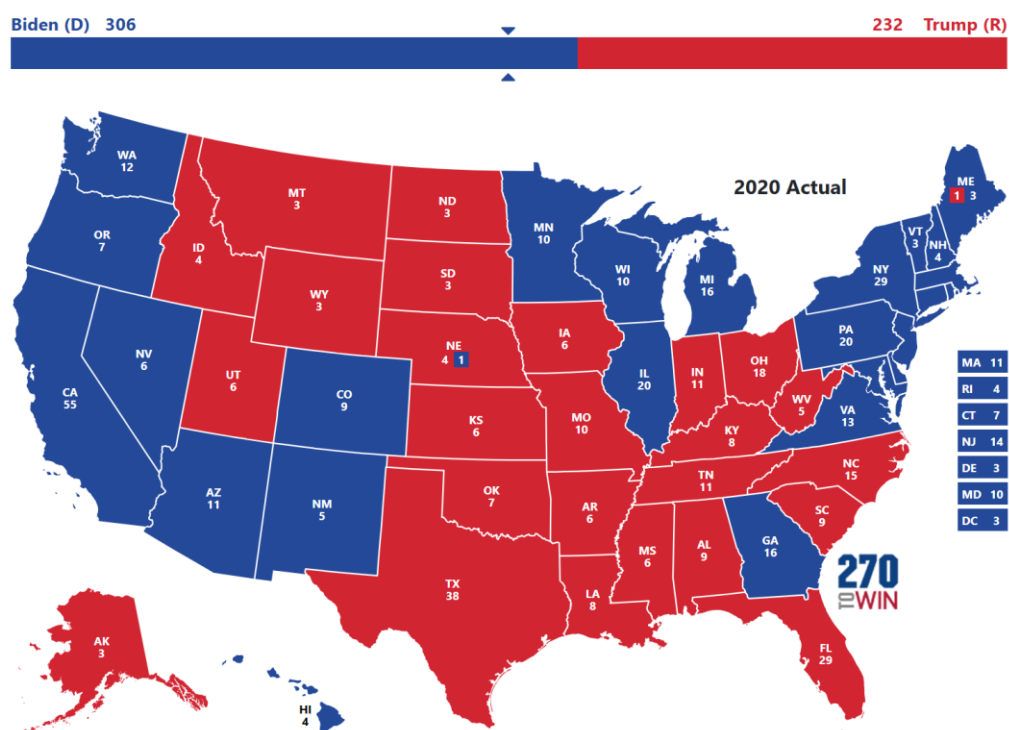 Biden (D) 306
232 Trump (R)
2020 Actual
WA
12
OR
7
CA
55
NV
6
ID
4
MT
3
WY
3
UT
6
AZ
11
CO
9
NM
5
ND
3
SD
3
NE
4 1
KS
6
OK
7
TX
38
MN
10
IA
6
MO
10
AR
6
LA
8
WI
10
IL
20
MI
16
IN
11
OH
18
KY
8
TN
11
MS
6
AL
9
GA
16
FL
29
SC
9
NC
15
VA
13
WV
5
PA
20
NY
29
VT
3
NH
4
ME
1 3
MA 11
RI 4
CT 7
NJ 14
DE 3
MD 10
DC 3
AK
3
HI
4
270
TO WIN